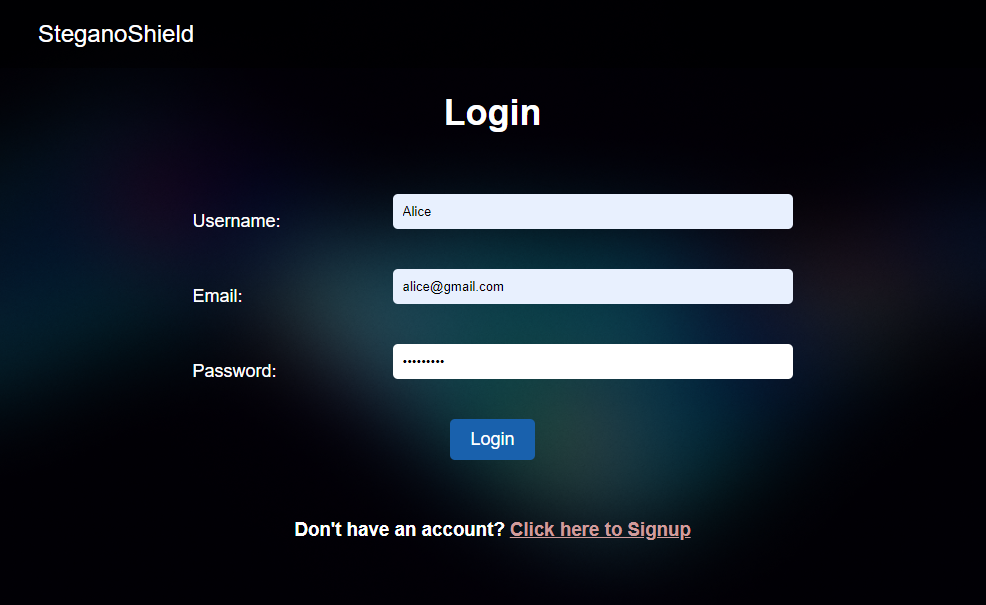 SteganoShield
Login
Username:
Alice
Email:
alice@gmail.com
Password:
•••••••••
Login
Don't have an account? Click here to Signup